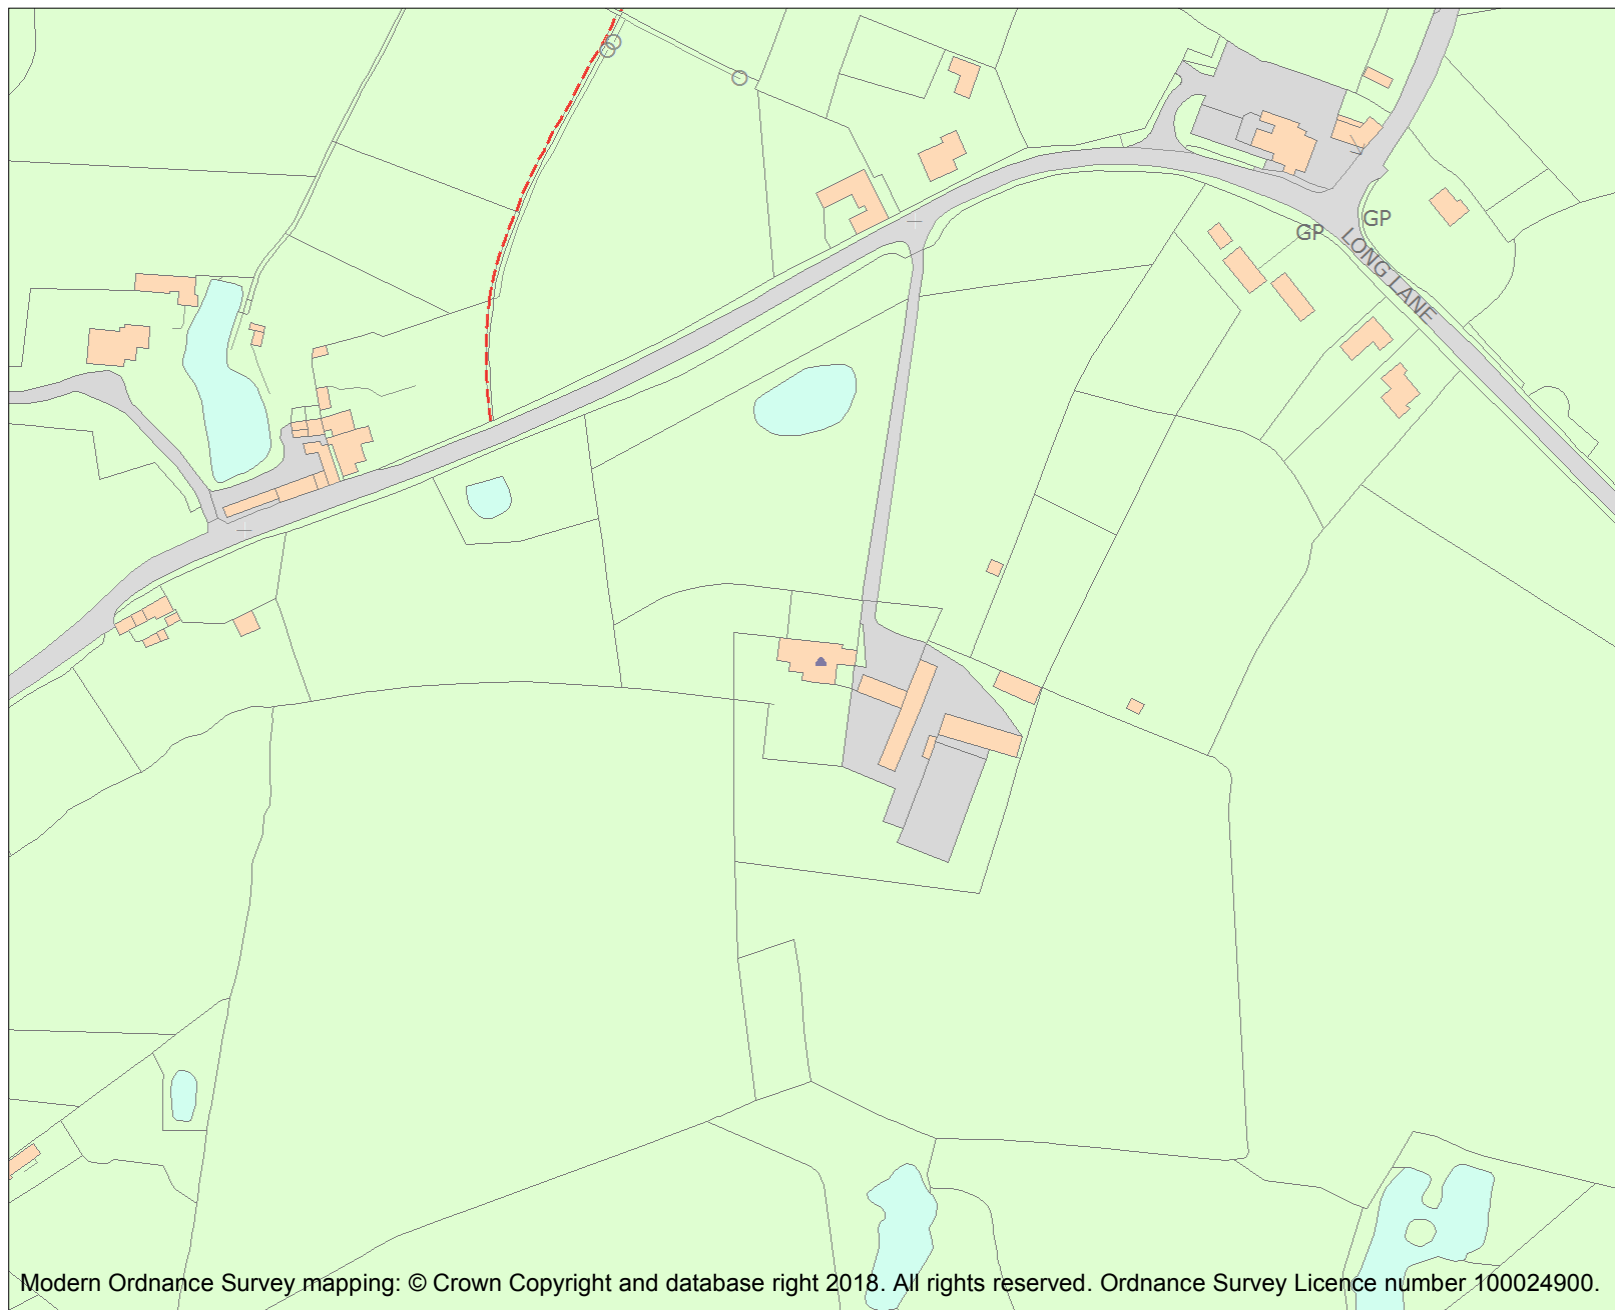 GP
GP
LONG LANE
Modern Ordnance Survey mapping: © Crown Copyright and database right 2018. All rights reserved. Ordnance Survey Licence number 100024900.